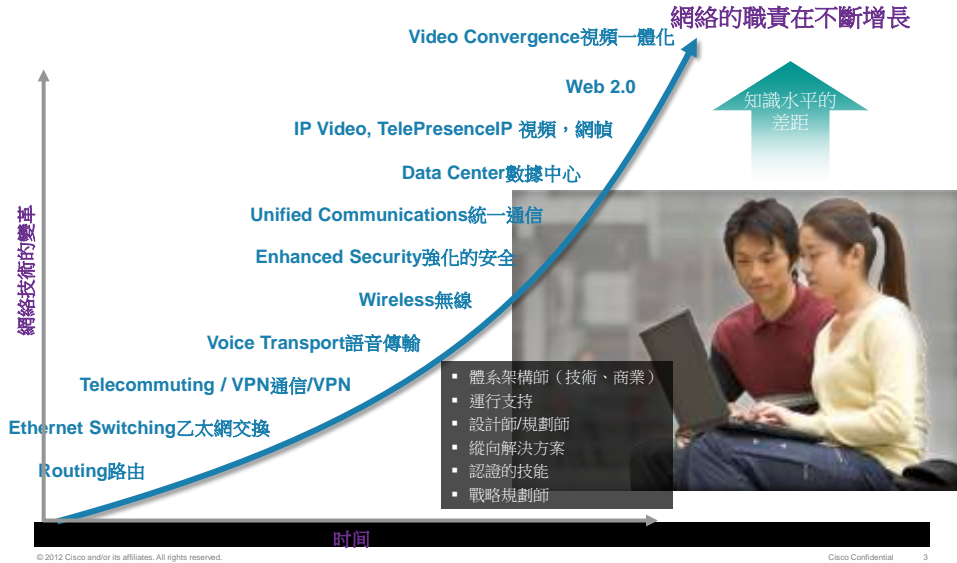 網絡的職責在不斷增長
Video Convergence視頻一體化
Web 2.0
知識水平的
差距
IP Video, TelePresenceIP 視頻，網幀
Data Center數據中心
Unified Communications統一通信
Enhanced Security強化的安全
Wireless無線
Voice Transport語音傳輸
Telecommuting / VPN通信/VPN
Ethernet Switching乙太網交換
Routing路由
網絡技術的變革
▪ 體系架構師（技術、商業）
▪ 運行支持
▪ 設計師/規劃師
▪ 縱向解決方案
▪ 認證的技能
▪ 戰略規劃師
时间
© 2012 Cisco and/or its affiliates. All rights reserved.
Cisco Confidential
3